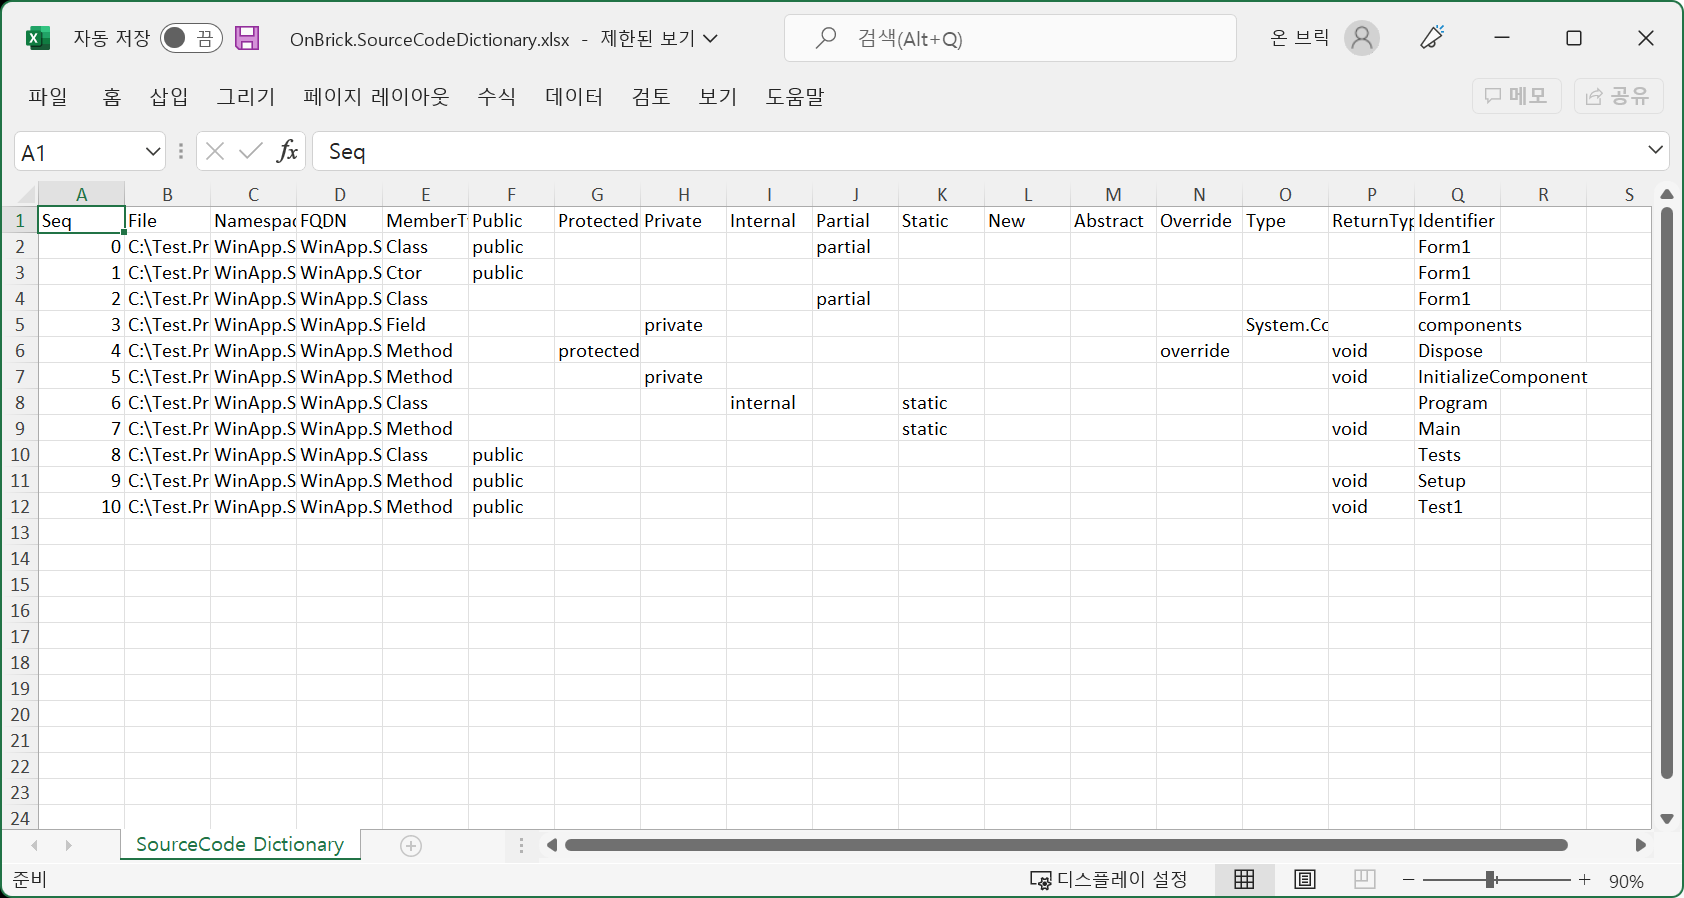 자동 저장 끔 OnBrick.SourceCodeDictionary.xlsx - 제한된 보기 검색(Alt+Q) 온 브릭
파일 홈 삽입 그리기 페이지 레이아웃 수식 데이터 검토 보기 도움말 메모 공유
A1 fx Seq
A B C D E F G H I J K L M N O P Q R S
1 Seq File Namespac FQDN MemberT Public Protected Private Internal Partial Static New Abstract Override Type ReturnTyp Identifier
2 0 C:\Test.Pr WinApp.S WinApp.S Class public partial Form1
3 1 C:\Test.Pr WinApp.S WinApp.S Ctor public Form1
4 2 C:\Test.Pr WinApp.S WinApp.S Class partial Form1
5 3 C:\Test.Pr WinApp.S WinApp.S Field private System.Co components
6 4 C:\Test.Pr WinApp.S WinApp.S Method protected override void Dispose
7 5 C:\Test.Pr WinApp.S WinApp.S Method private void InitializeComponent
8 6 C:\Test.Pr WinApp.S WinApp.S Class internal static Program
9 7 C:\Test.Pr WinApp.S WinApp.S Method static void Main
10 8 C:\Test.Pr WinApp.S WinApp.S Class public Tests
11 9 C:\Test.Pr WinApp.S WinApp.S Method public void Setup
12 10 C:\Test.Pr WinApp.S WinApp.S Method public void Test1
13
14
15
16
17
18
19
20
21
22
23
24
SourceCode Dictionary
준비 디스플레이 설정 90%